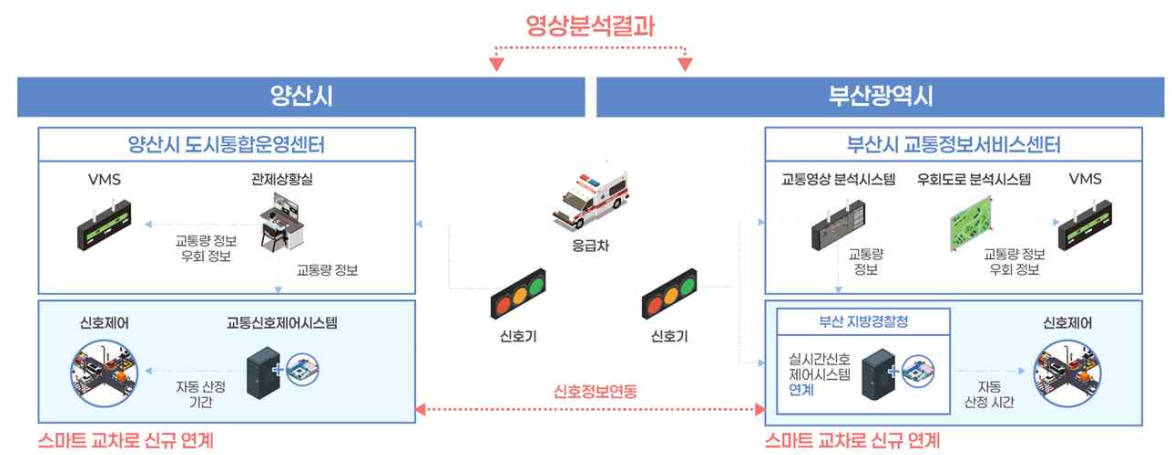 영상분석결과
양산시
부산광역시
양산시 도시통합운영센터
VMS
관제상황실
교통량 정보
우회 정보
교통량 정보
신호제어
교통신호제어시스템
자동 산정
기간
스마트 교차로 신규 연계
응급차
신호기
신호기
신호정보연동
부산시 교통정보서비스센터
교통영상 분석시스템
우회도로 분석시스템
VMS
교통량
정보
교통량 정보
우회 정보
부산 지방경찰청
실시간신호
제어시스템
연계
자동
산정 시간
신호제어
스마트 교차로 신규 연계